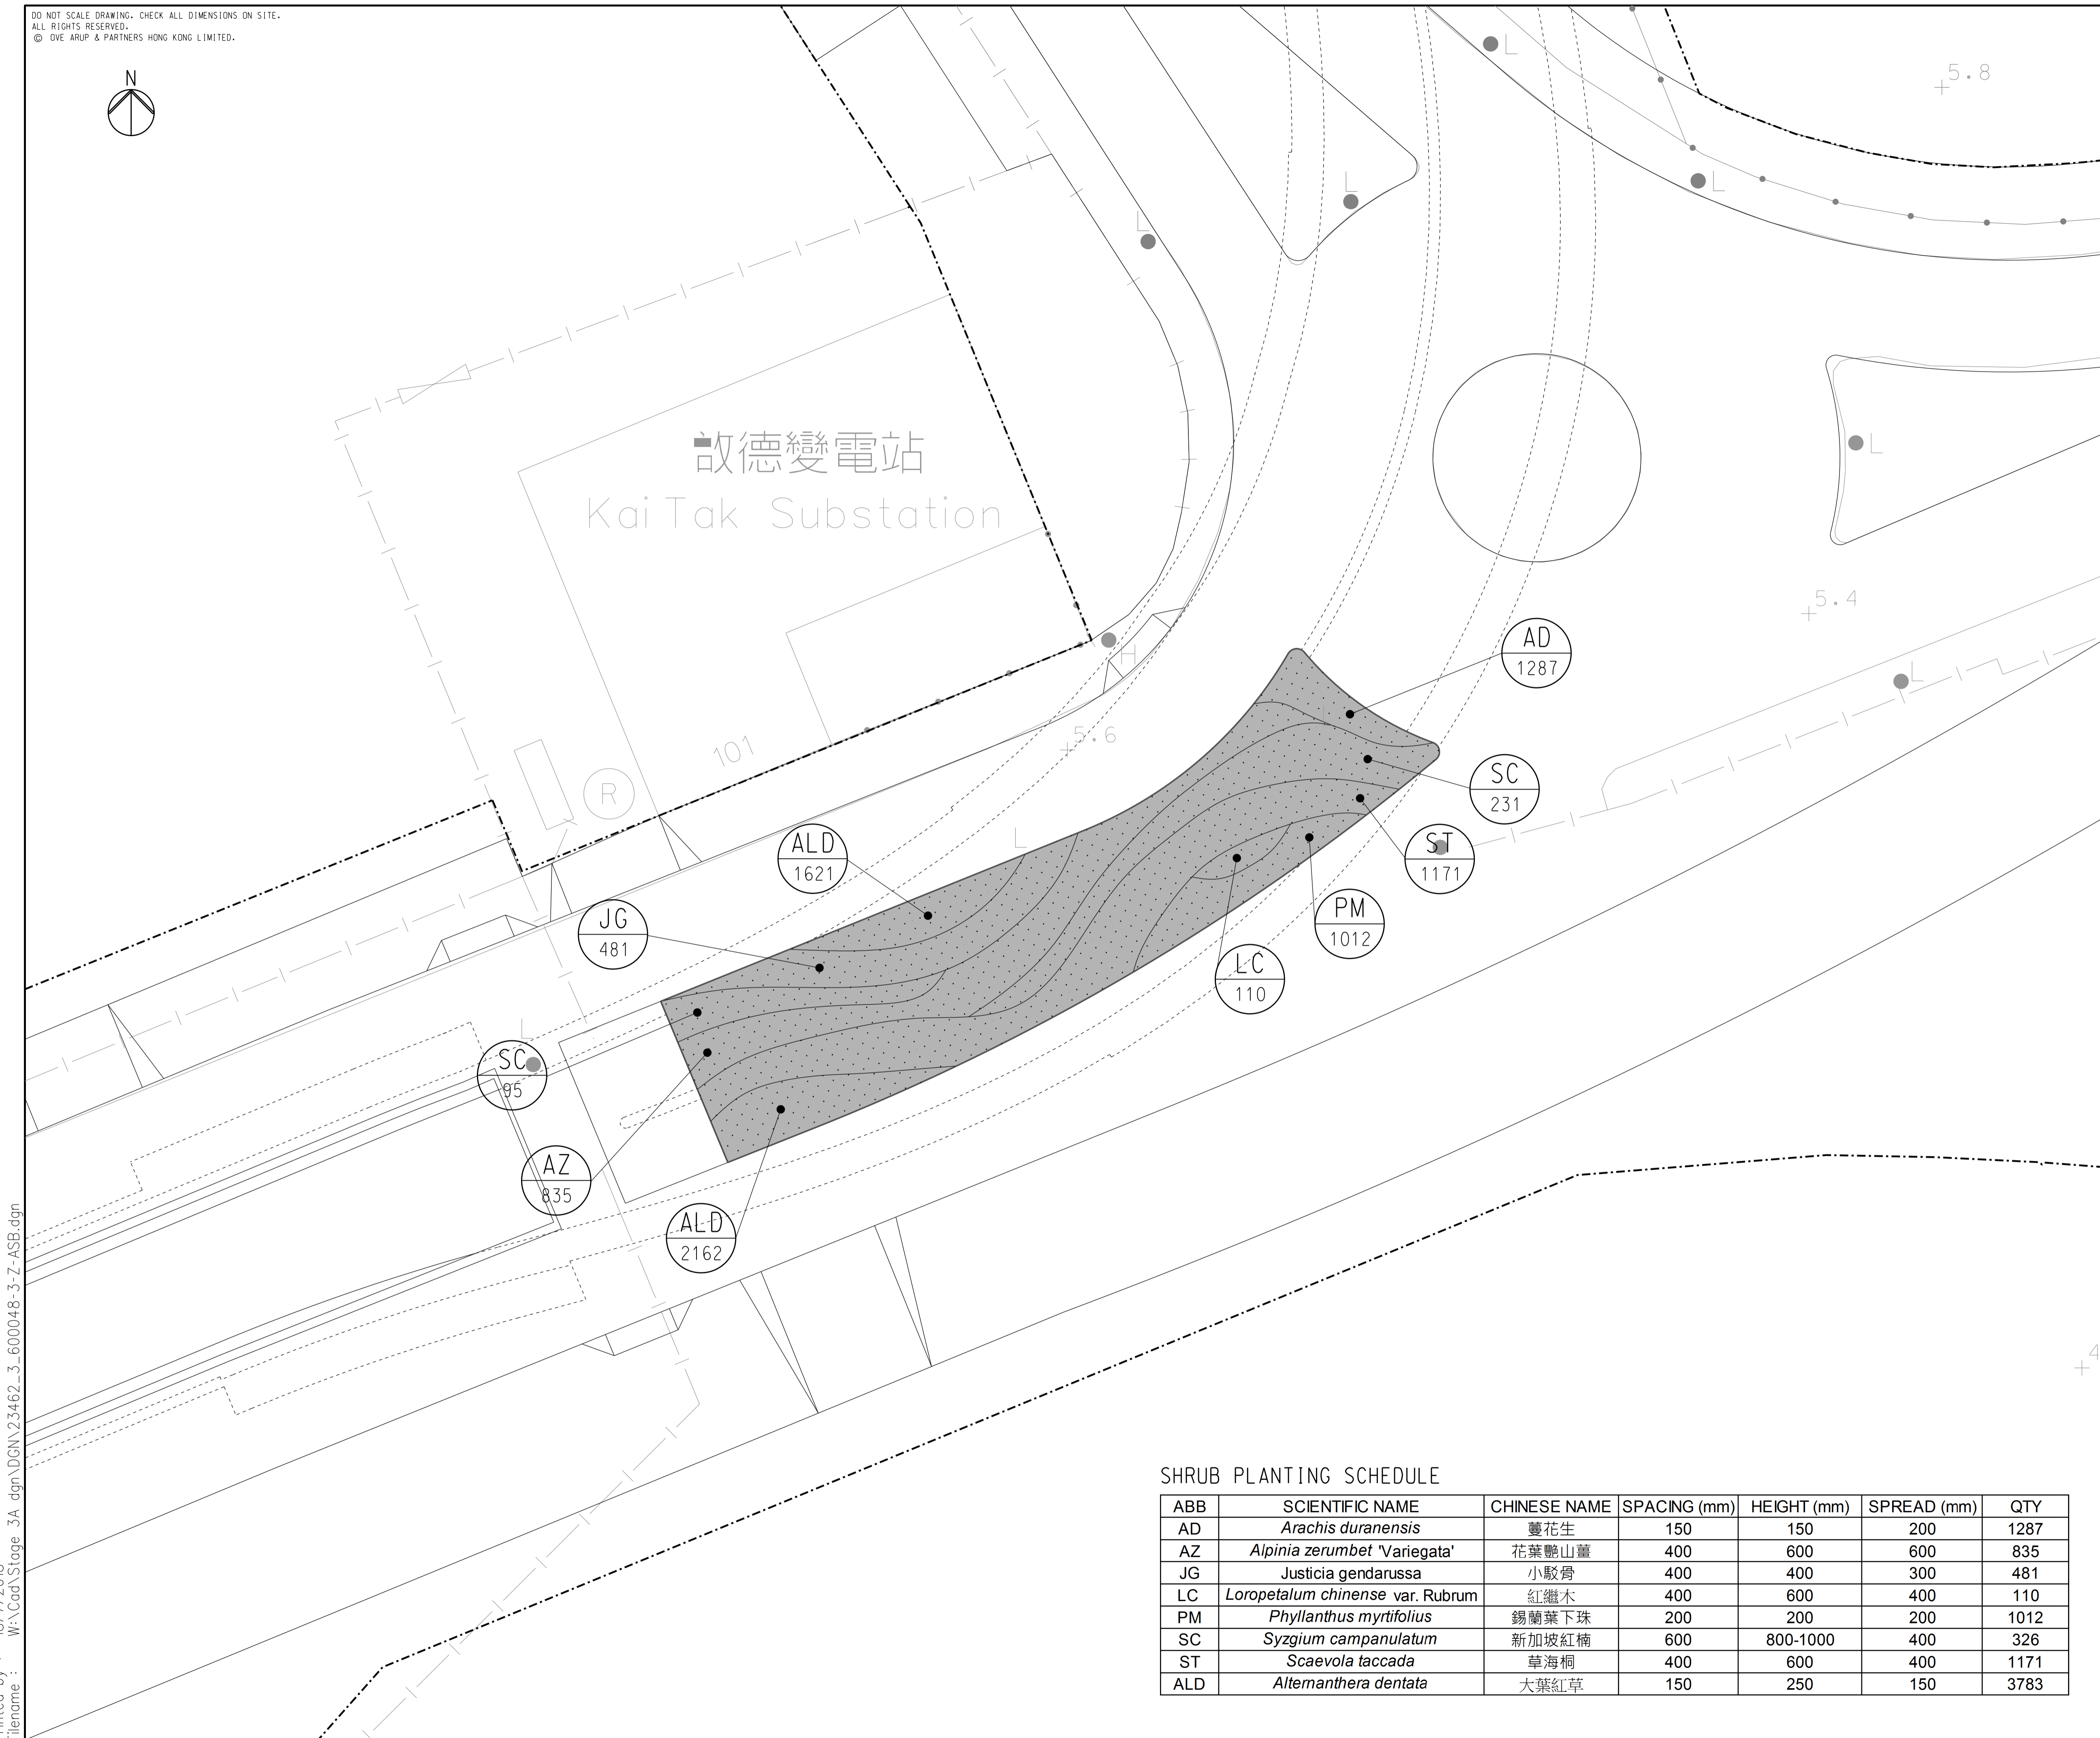 DO NOT SCALE DRAWING. CHECK ALL DIMENSIONS ON SITE.
ALL RIGHTS RESERVED.
© OVE ARUP & PARTNERS HONG KONG LIMITED.
N
L
5.8
L
L
L
德變電站
Kai Tak Substation
L
5.4
H
AD
1287
L
5.6
101
R
SC
231
L
ALD
1621
ST
1171
JG
481
PM
1012
LC
110
L
SC
95
AZ
835
ALD
2162
4
SHRUB PLANTING SCHEDULE
ABB SCIENTIFIC NAME CHINESE NAME SPACING (mm) HEIGHT (mm) SPREAD (mm) QTY
AD Arachis duranensis 蔓花生 150 150 200 1287
AZ Alpinia zerumbet 'Variegata' 花葉艷山薑 400 600 600 835
JG Justicia gendarussa 小駁骨 400 400 300 481
LC Loropetalum chinense var. Rubrum 紅繼木 400 600 400 110
PM Phyllanthus myrtifolius 錫蘭葉下珠 200 200 200 1012
SC Syzgium campanulatum 新加坡紅楠 600 800-1000 400 326
ST Scaevola taccada 草海桐 400 600 400 1171
ALD Alternanthera dentata 大葉紅草 150 250 150 3783
W:\Cad\Stage 3A dgn\DGN\23462_3_600048-3-Z-ASB.dgn